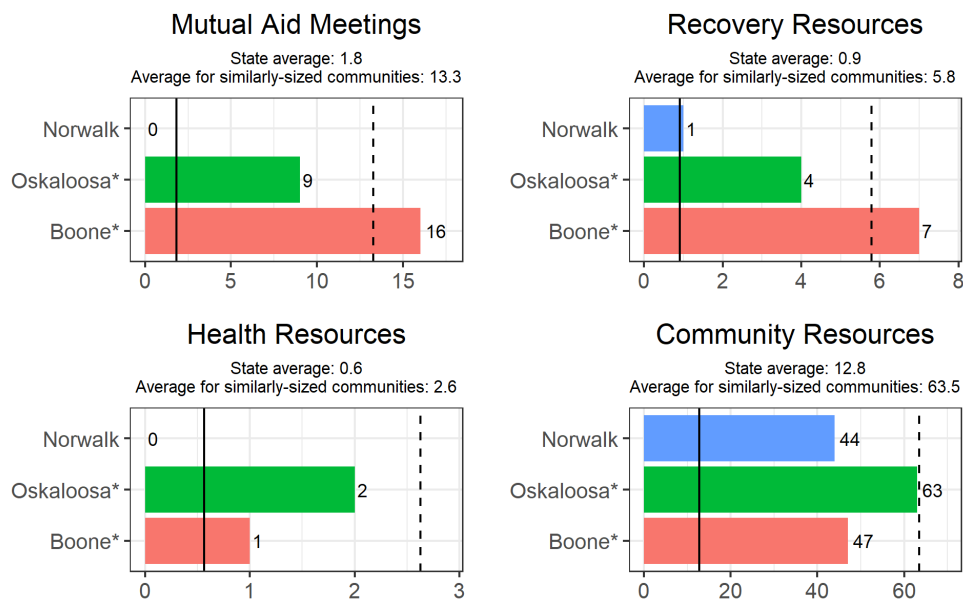 Mutual Aid Meetings
State average: 1.8
Average for similarly-sized communities: 13.3
Norwalk
0
Oskaloosa*
9
Boone*
16
0 5 10 15
Recovery Resources
State average: 0.9
Average for similarly-sized communities: 5.8
Norwalk
1
Oskaloosa*
4
Boone*
7
0 2 4 6 8
Health Resources
State average: 0.6
Average for similarly-sized communities: 2.6
Norwalk
0
Oskaloosa*
2
Boone*
1
0 1 2 3
Community Resources
State average: 12.8
Average for similarly-sized communities: 63.5
Norwalk
44
Oskaloosa*
63
Boone*
47
0 20 40 60